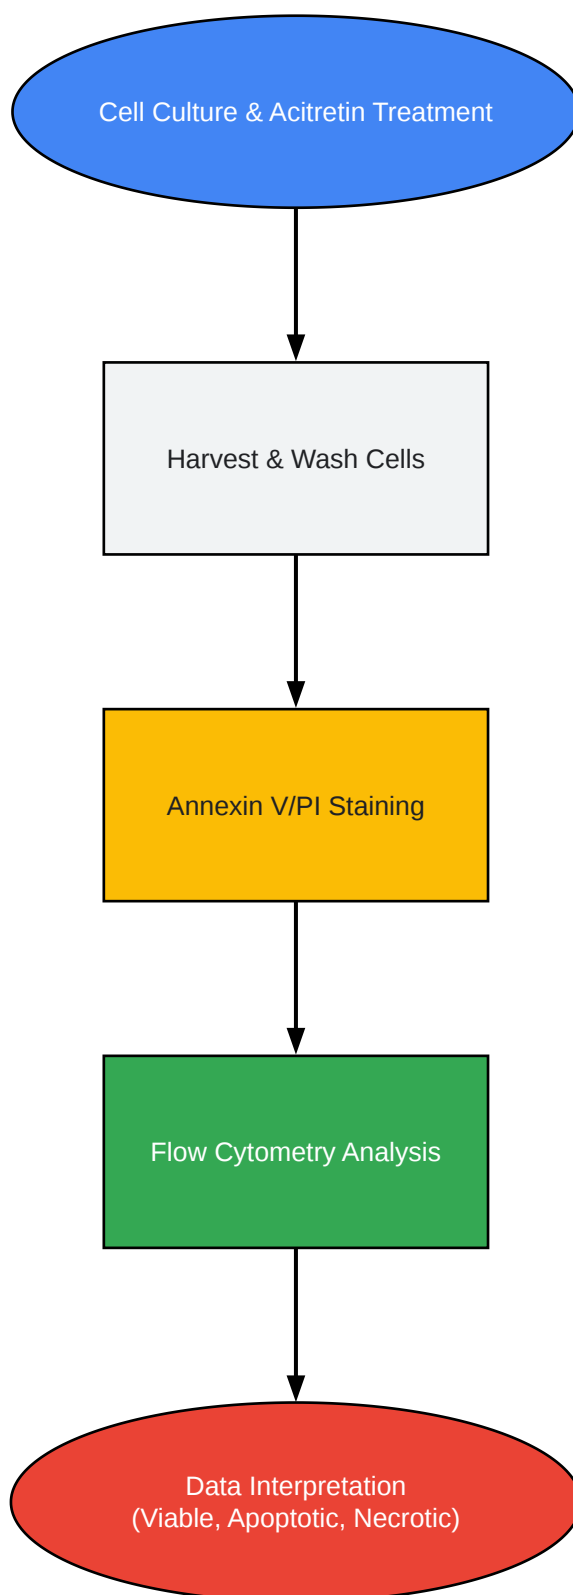 Cell Culture & Acitretin Treatment
Harvest & Wash Cells
Annexin V/PI Staining
Flow Cytometry Analysis
Data Interpretation
(Viable, Apoptotic, Necrotic)